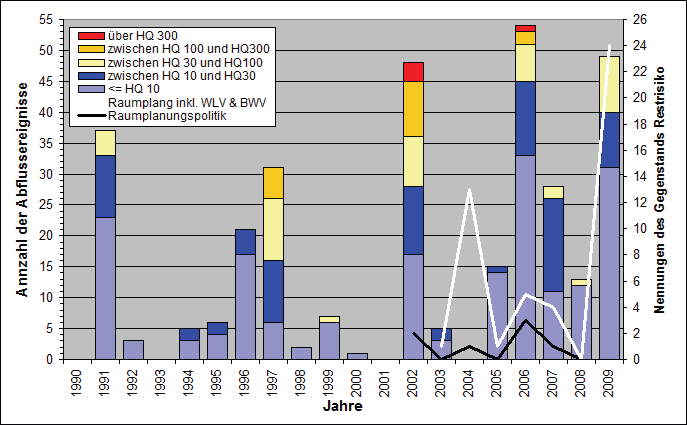 über HQ 300
zwischen HQ 100 und HQ300
zwischen HQ 30 und HQ100
zwischen HQ 10 und HQ30
<= HQ 10
Raumplang inkl. WLV & BWV
Raumplanungspolitik
Annzahl der Abflussereignisse
55
50
45
40
35
30
25
20
15
10
5
0
26
24
22
20
18
16
14
12
10
8
6
4
2
0
Nennungen des Gegenstands Restrisiko
1990 1991 1992 1993 1994 1995 1996 1997 1998 1999 2000 2001 2002 2003 2004 2005 2006 2007 2008 2009
Jahre